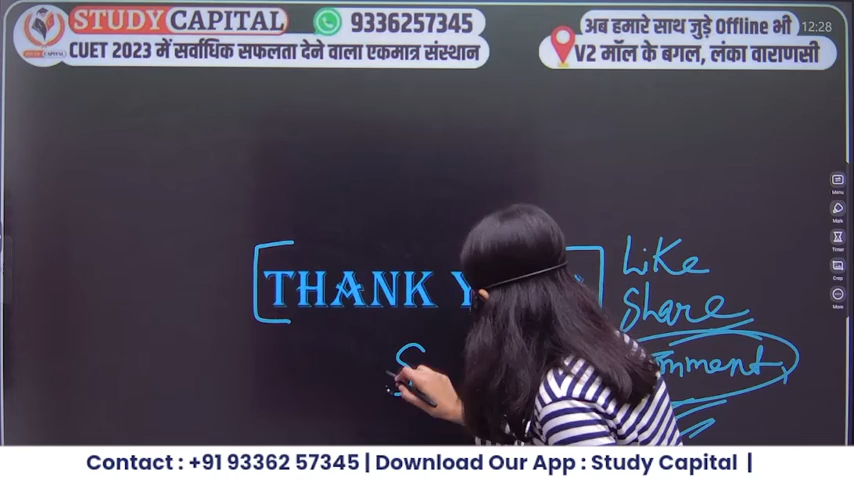 STUDY CAPITAL
9336257345
CUET 2023 में सर्वाधिक सफलता देने वाला एकमात्र संस्थान
अब हमारे साथ जुड़े Offline भी
V2 मॉल के बगल, लंका वाराणसी
12:28
Menu
Mark
Timer
Crop
More
THANK
Like
Share
Contact : +91 93362 57345 | Download Our App : Study Capital |